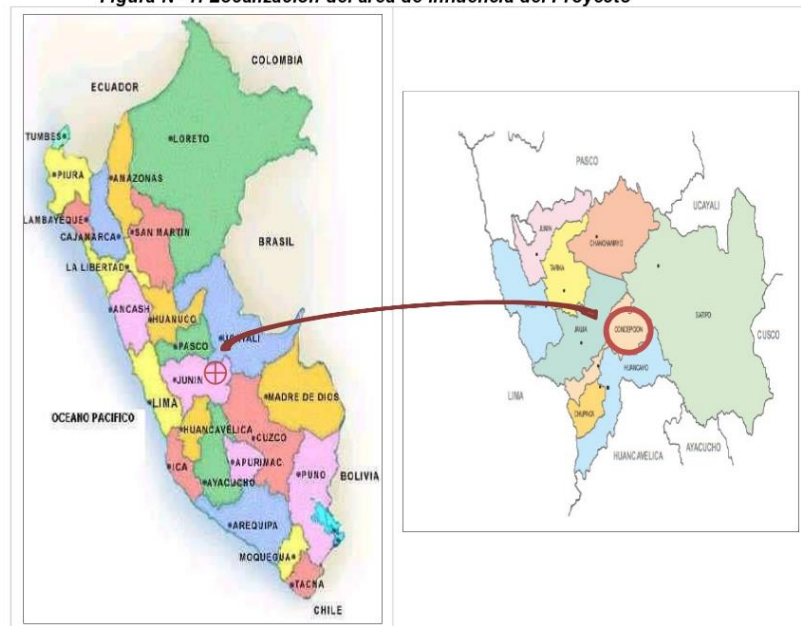 Figura N° 1: Localización del área de influencia del Proyecto
COLOMBIA
ECUADOR
TUMBES
LORETO
PIURA
AMAZONAS
LAMBAYEQUE
CAJAMARCA
SAN MARTIN
BRASIL
LA LIBERTAD
ANCASH
HUANUCO
PASCO
UCAYALI
JUNIN
LIMA
MADRE DE DIOS
OCEANO PACIFICO
HUANCAVELICA
CUZCO
ICA
APURIMAC
PUNO
BOLIVIA
AYACUCHO
AREQUIPA
MOQUEGUA
TACNA
CHILE
PASCO
UCAYALI
JUNIN
CHANCHAMAYO
TARMA
SATIPO
CONCEPCION
JAUJA
CUSCO
HUANCAYO
LIMA
CHUPACA
HUANCAVELICA
AYACUCHO